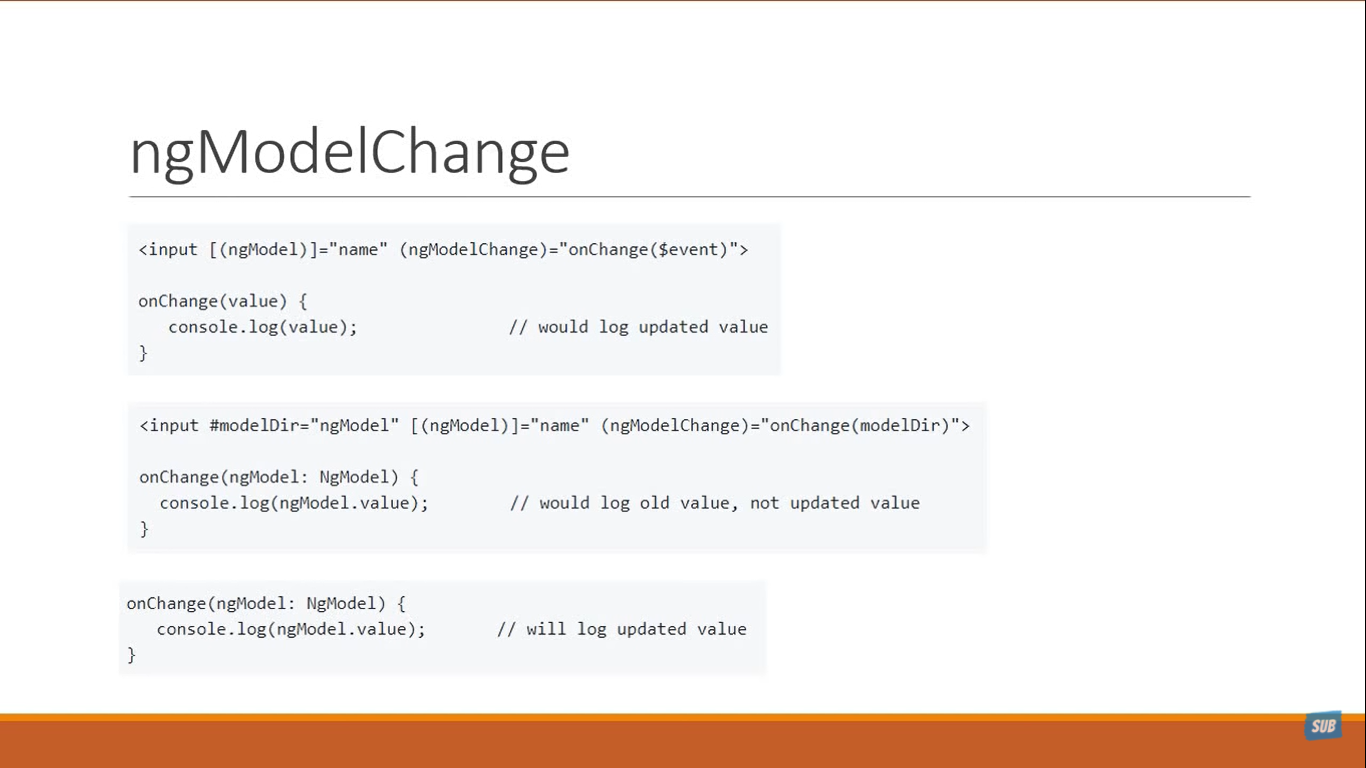 ngModelChange
<input [(ngModel)]="name" (ngModelChange)="onChange($event)">
onChange(value) {
console.log(value); // would log updated value
}
<input #modelDir="ngModel" [(ngModel)]="name" (ngModelChange)="onChange(modelDir)">
onChange(ngModel: NgModel) {
console.log(ngModel.value); // would log old value, not updated value
}
onChange(ngModel: NgModel) {
console.log(ngModel.value); // will log updated value
}
SUB